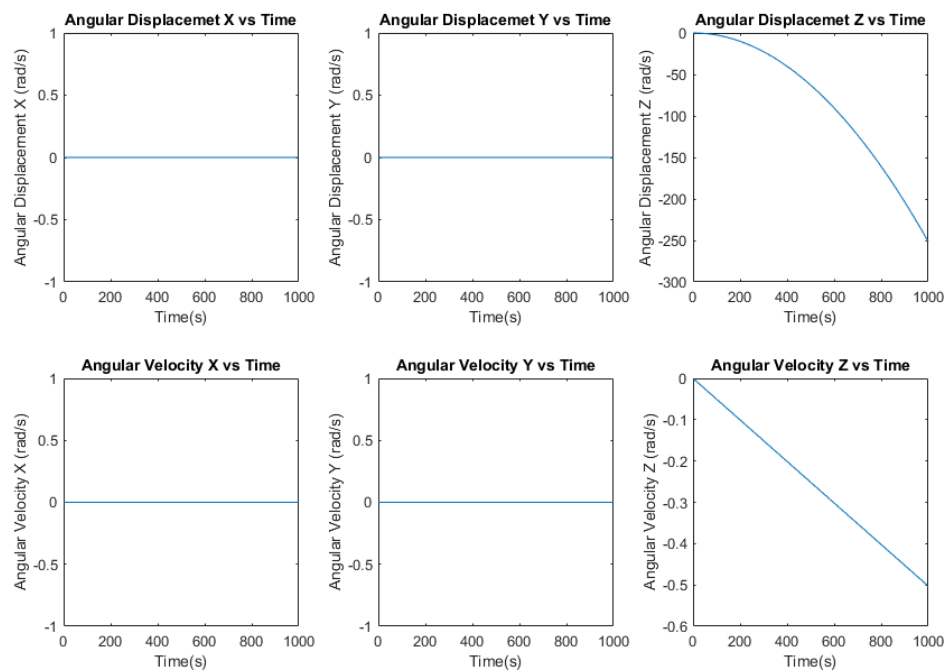 Angular Displacemet X vs Time
Angular Displacement X (rad/s)
1
0.5
0
-0.5
-1
0 200 400 600 800 1000
Time(s)
Angular Displacemet Y vs Time
Angular Displacement Y (rad/s)
1
0.5
0
-0.5
-1
0 200 400 600 800 1000
Time(s)
Angular Displacemet Z vs Time
Angular Displacement Z (rad/s)
0
-50
-100
-150
-200
-250
-300
0 200 400 600 800 1000
Time(s)
Angular Velocity X vs Time
Angular Velocity X (rad/s)
1
0.5
0
-0.5
-1
0 200 400 600 800 1000
Time(s)
Angular Velocity Y vs Time
Angular Velocity Y (rad/s)
1
0.5
0
-0.5
-1
0 200 400 600 800 1000
Time(s)
Angular Velocity Z vs Time
Angular Velocity Z (rad/s)
0
-0.1
-0.2
-0.3
-0.4
-0.5
-0.6
0 200 400 600 800 1000
Time(s)